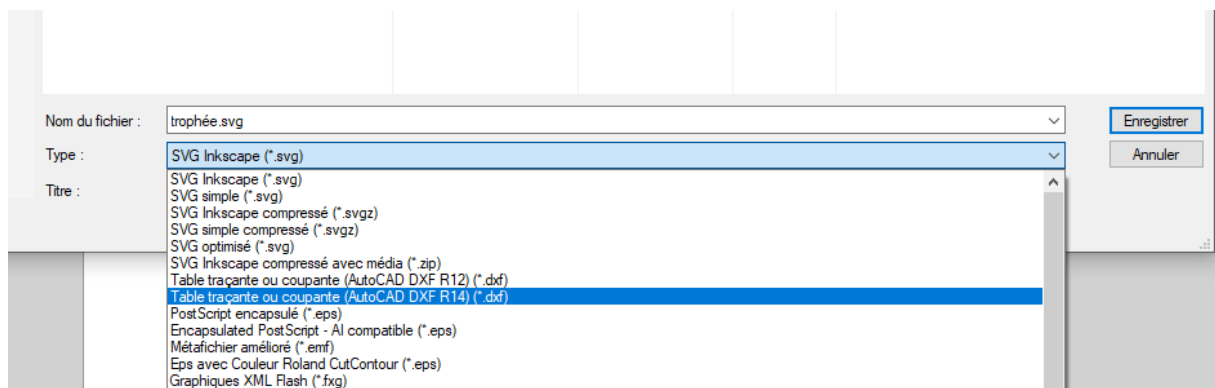 Nom du fichier : trophée.svg Enregistrer
Type : SVG Inkscape (*.svg) Annuler
Titre : SVG Inkscape (*.svg)
SVG simple (*.svg)
SVG Inkscape compressé (*.svgz)
SVG simple compressé (*.svgz)
SVG optimisé (*.svg)
SVG Inkscape compressé avec média (*.zip)
Table traçante ou coupante (AutoCAD DXF R12) (*.dxf)
Table traçante ou coupante (AutoCAD DXF R14) (*.dxf)
PostScript encapsulé (*.eps)
Encapsulated PostScript - AI compatible (*.eps)
Métafichier amélioré (*.emf)
Eps avec Couleur Roland CutContour (*.eps)
Graphiques XML Flash (*.fxg)